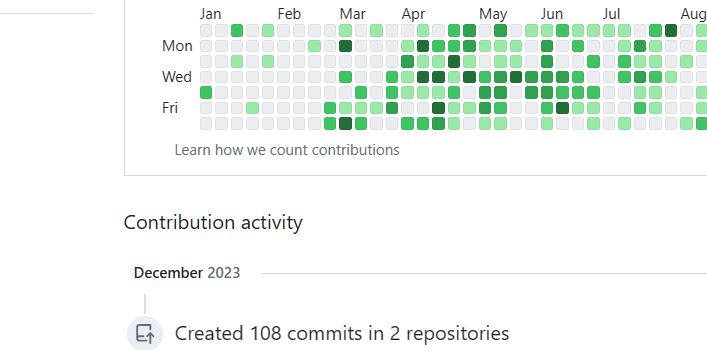 Jan Feb Mar Apr May Jun Jul Aug
Mon
Wed
Fri
Learn how we count contributions
Contribution activity
December 2023
Created 108 commits in 2 repositories